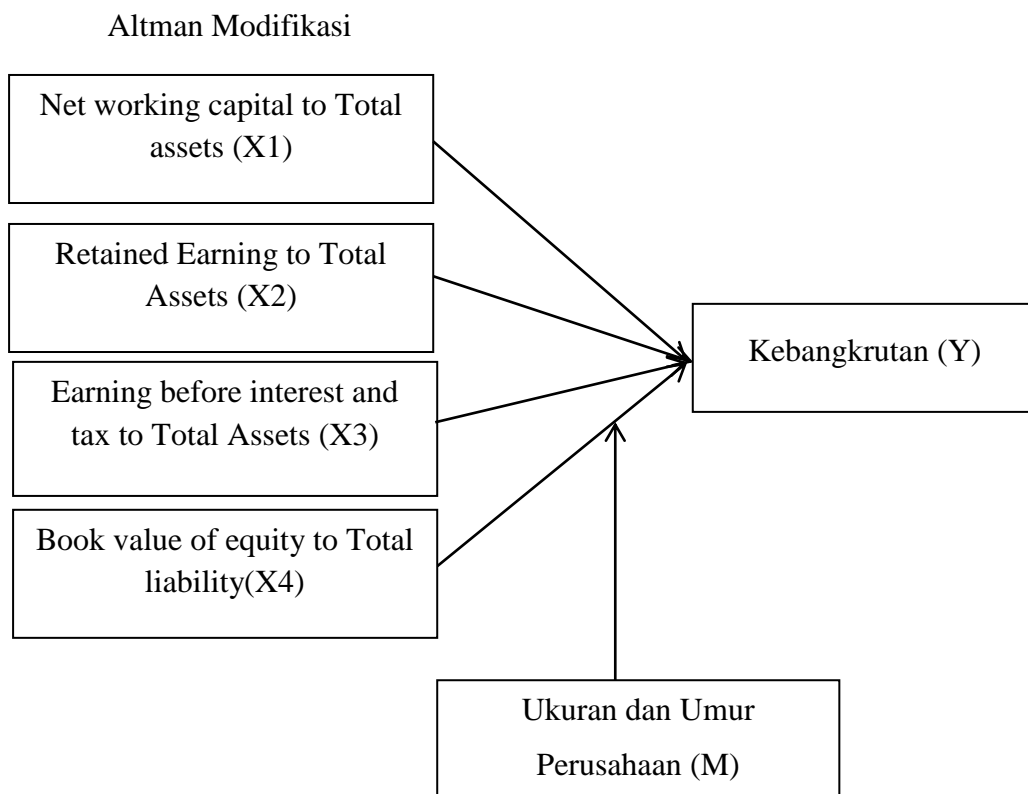 Altman Modifikasi
Net working capital to Total
assets (X1)
Retained Earning to Total
Assets (X2)
Earning before interest and
tax to Total Assets (X3)
Book value of equity to Total
liability(X4)
Kebangkrutan (Y)
Ukuran dan Umur
Perusahaan (M)